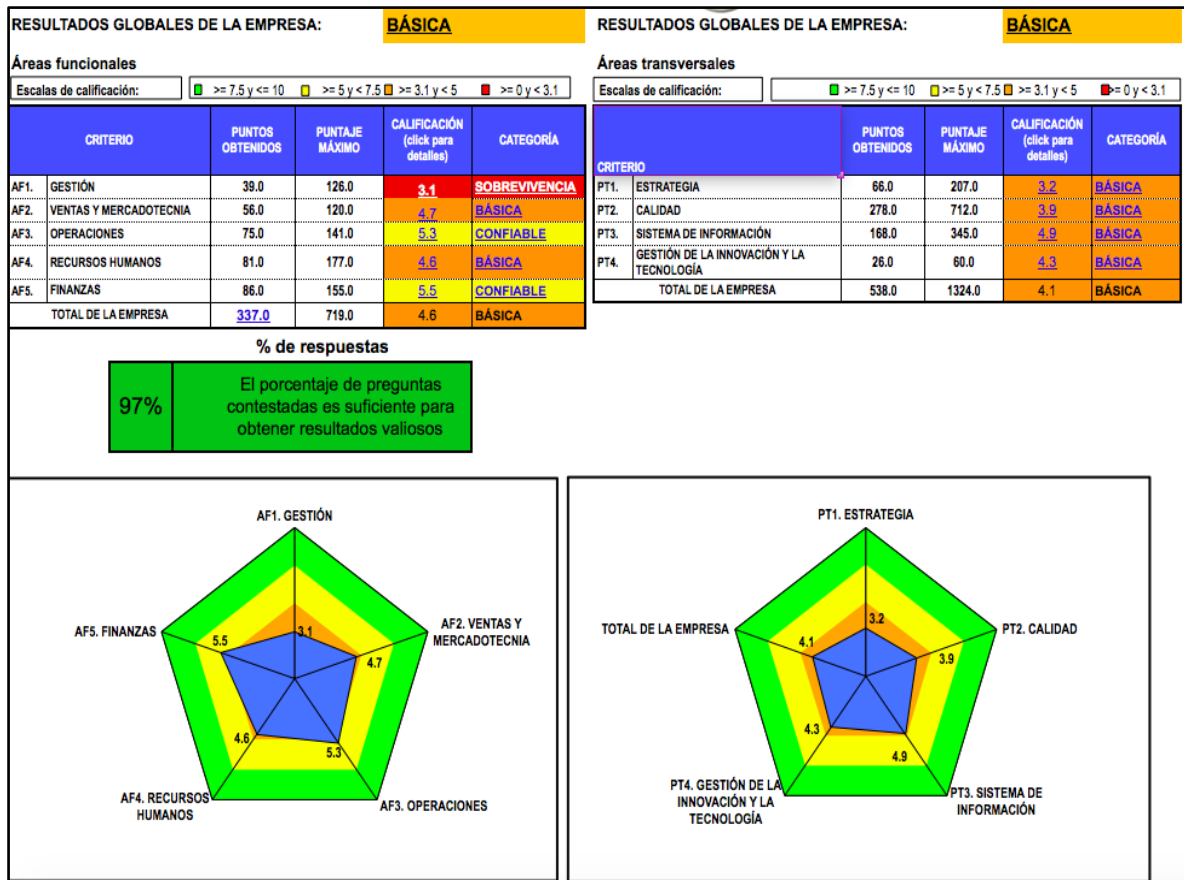 RESULTADOS GLOBALES DE LA EMPRESA: BÁSICA
Áreas funcionales
Escalas de calificación: >= 7.5 y <= 10 >= 5 y < 7.5 >= 3.1 y < 5 >= 0 y < 3.1
CRITERIO PUNTOS OBTENIDOS PUNTAJE MÁXIMO CALIFICACIÓN (click para detalles) CATEGORÍA
AF1. GESTIÓN 39.0 126.0 3.1 SOBREVIVENCIA
AF2. VENTAS Y MERCADOTECNIA 56.0 120.0 4.7 BÁSICA
AF3. OPERACIONES 75.0 141.0 5.3 CONFIABLE
AF4. RECURSOS HUMANOS 81.0 177.0 4.6 BÁSICA
AF5. FINANZAS 86.0 155.0 5.5 CONFIABLE
TOTAL DE LA EMPRESA 337.0 719.0 4.6 BÁSICA
RESULTADOS GLOBALES DE LA EMPRESA: BÁSICA
Áreas transversales
Escalas de calificación: >= 7.5 y <= 10 >= 5 y < 7.5 >= 3.1 y < 5 >= 0 y < 3.1
CRITERIO PUNTOS OBTENIDOS PUNTAJE MÁXIMO CALIFICACIÓN (click para detalles) CATEGORÍA
PT1. ESTRATEGIA 66.0 207.0 3.2 BÁSICA
PT2. CALIDAD 278.0 712.0 3.9 BÁSICA
PT3. SISTEMA DE INFORMACIÓN 168.0 345.0 4.9 BÁSICA
PT4. GESTIÓN DE LA INNOVACIÓN Y LA TECNOLOGÍA 26.0 60.0 4.3 BÁSICA
TOTAL DE LA EMPRESA 538.0 1324.0 4.1 BÁSICA
% de respuestas
97%
El porcentaje de preguntas
contestadas es suficiente para
obtener resultados valiosos
AF1. GESTIÓN
3.1
AF2. VENTAS Y
MERCADOTECNIA
4.7
AF5. FINANZAS
5.5
4.6
5.3
AF4. RECURSOS
HUMANOS
AF3. OPERACIONES
PT1. ESTRATEGIA
3.2
TOTAL DE LA EMPRESA
4.1
PT2. CALIDAD
3.9
4.3
4.9
PT4. GESTIÓN DE LA
INNOVACIÓN Y LA
TECNOLOGÍA
PT3. SISTEMA DE
INFORMACIÓN